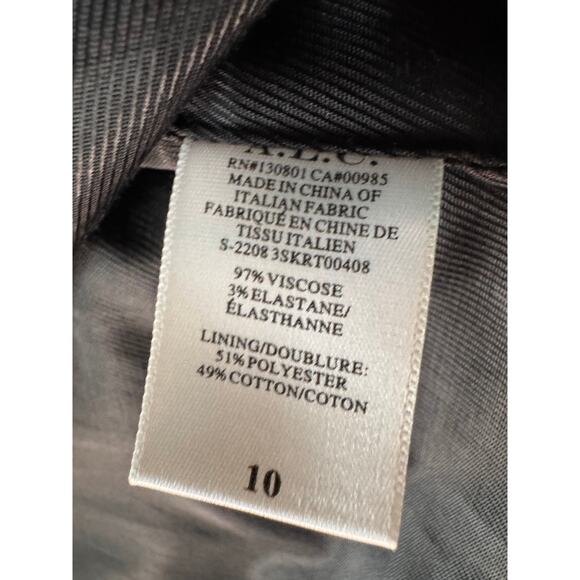 A.L.C.
RN#130801 CA#00985
MADE IN CHINA OF
ITALIAN FABRIC
FABRIQUÉ EN CHINE DE
TISSU ITALIEN
S-2208 3SKRT00408
97% VISCOSE
3% ELASTANE/
ÉLASTHANNE
LINING/DOUBLURE:
51% POLYESTER
49% COTTON/COTON
10